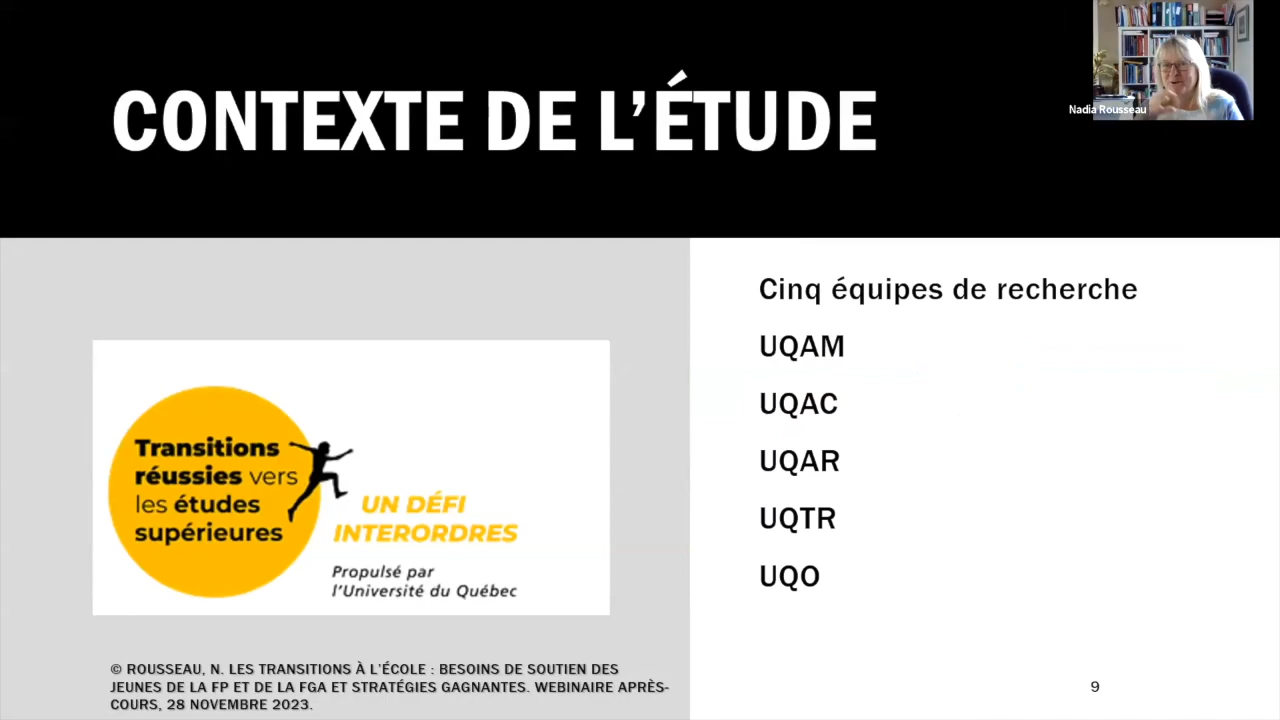 CONTEXTE DE L’ÉTUDE
Nadia Rousseau
Cinq équipes de recherche
UQAM
UQAC
UQAR
UQTR
UQO
Transitions
réussies vers
les études
supérieures
UN DÉFI
INTERORDRES
Propulsé par
l’Université du Québec
© ROUSSEAU, N. LES TRANSITIONS À L’ÉCOLE : BESOINS DE SOUTIEN DES
JEUNES DE LA FP ET DE LA FGA ET STRATÉGIES GAGNANTES. WEBINAIRE APRÈS-
COURS, 28 NOVEMBRE 2023.
9